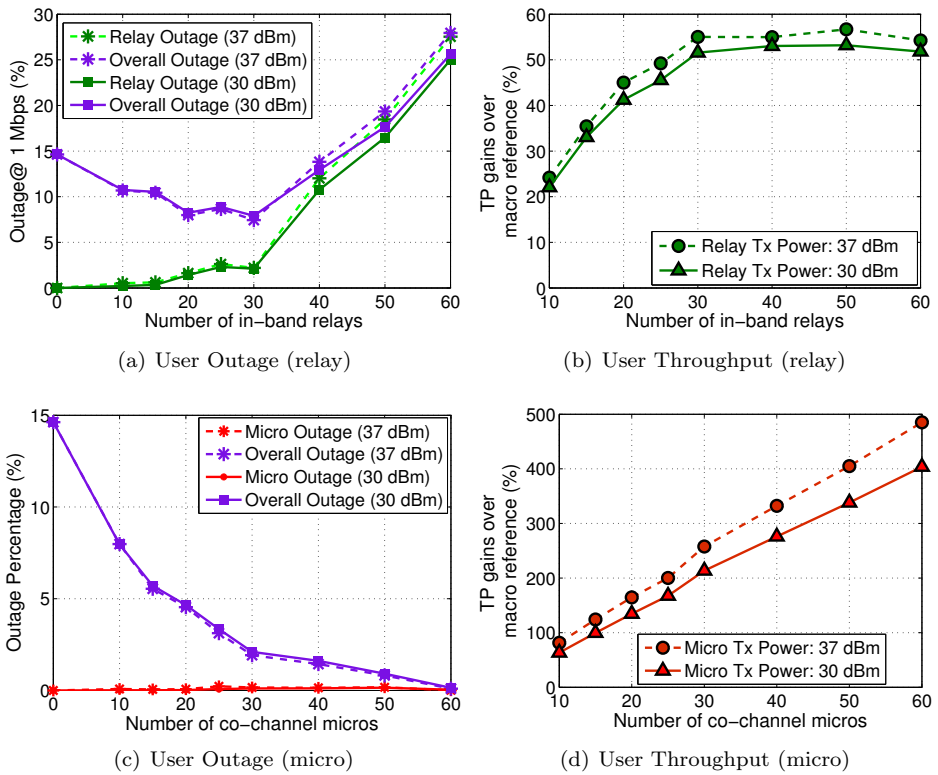 30
25
20
15
10
5
0
Outage@ 1 Mbps (%)
Relay Outage (37 dBm)
Overall Outage (37 dBm)
Relay Outage (30 dBm)
Overall Outage (30 dBm)
0 10 20 30 40 50 60
Number of in−band relays
(a) User Outage (relay)
60
50
40
30
20
10
0
TP gains over
macro reference (%)
Relay Tx Power: 37 dBm
Relay Tx Power: 30 dBm
10 20 30 40 50 60
Number of in−band relays
(b) User Throughput (relay)
15
10
5
0
Outage Percentage (%)
Micro Outage (37 dBm)
Overall Outage (37 dBm)
Micro Outage (30 dBm)
Overall Outage (30 dBm)
0 10 20 30 40 50 60
Number of co−channel micros
(c) User Outage (micro)
500
400
300
200
100
0
TP gains over
macro reference (%)
Micro Tx Power: 37 dBm
Micro Tx Power: 30 dBm
10 20 30 40 50 60
Number of co−channel micros
(d) User Throughput (micro)